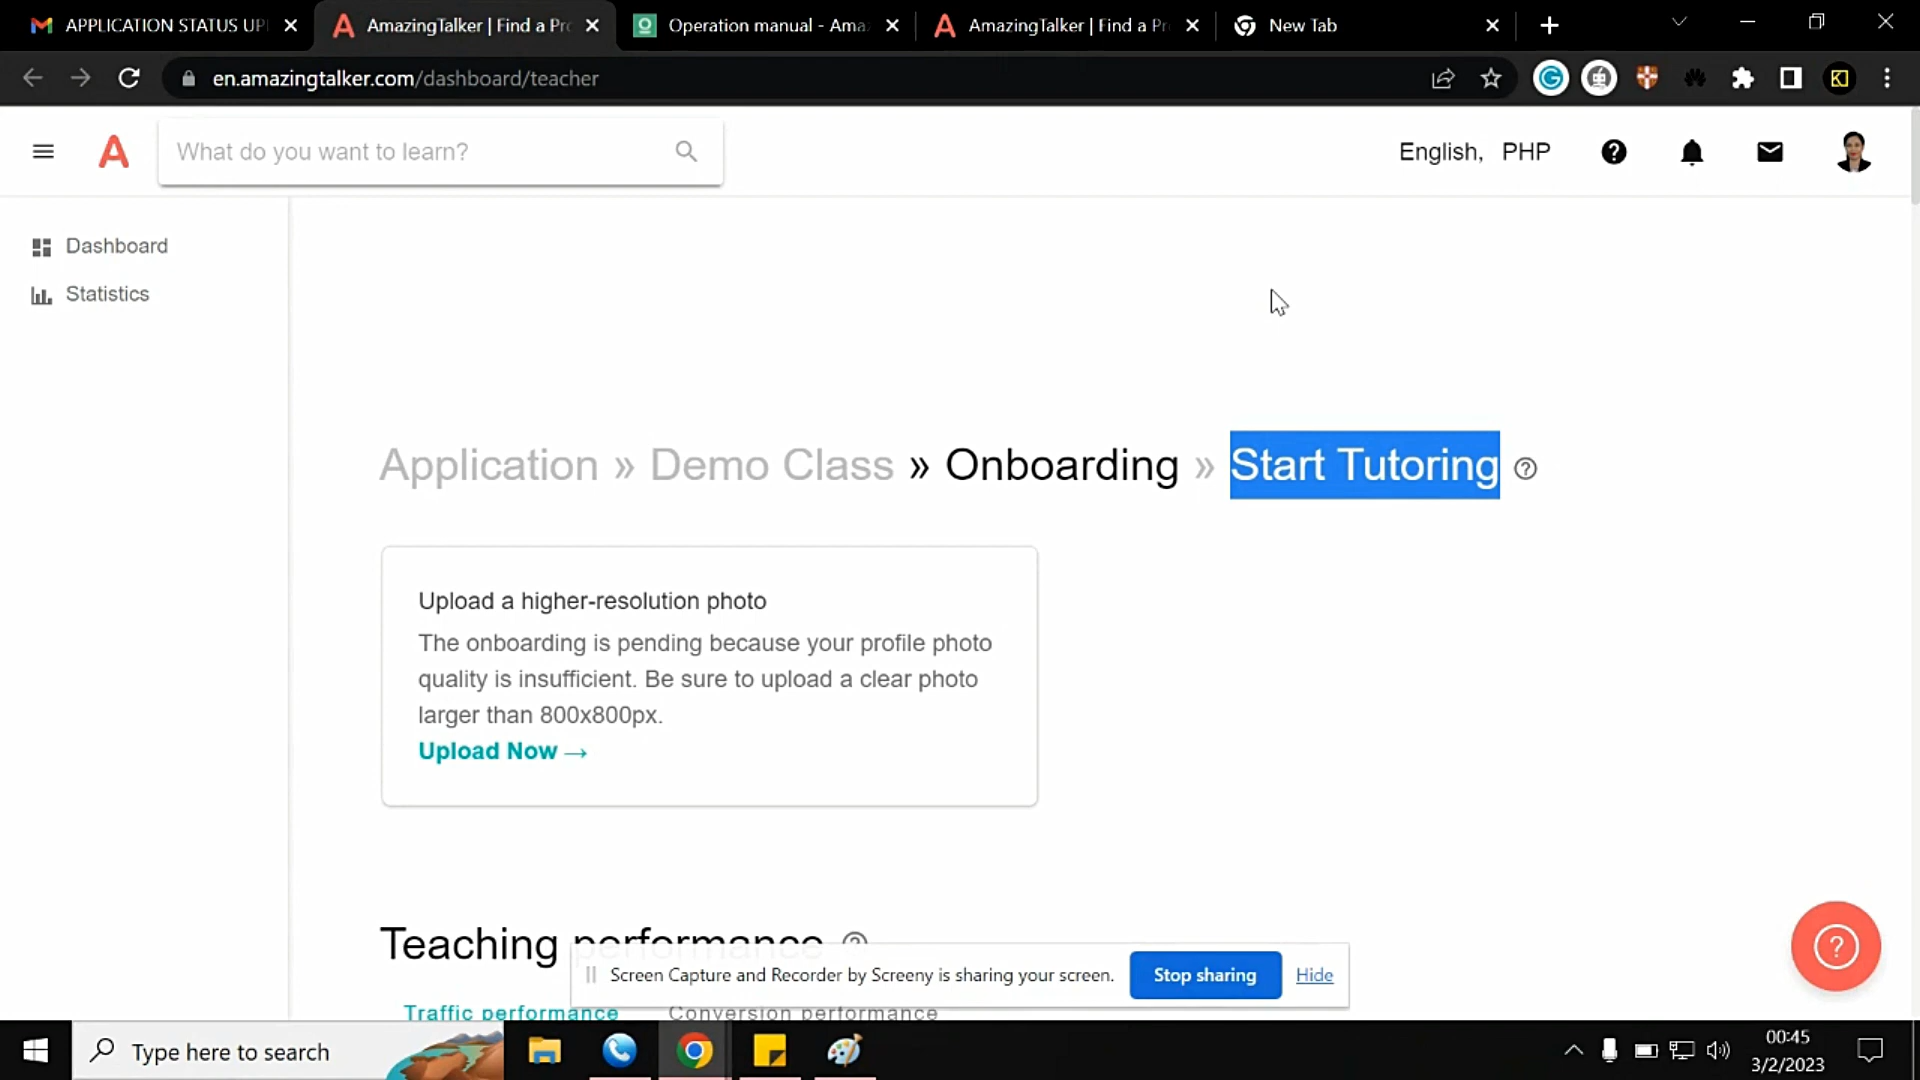 APPLICATION STATUS UP
AmazingTalker | Find a Pr
Operation manual - Ama
AmazingTalker | Find a Pr
New Tab
en.amazingtalker.com/dashboard/teacher
What do you want to learn?
English, PHP
Dashboard
Statistics
Application » Demo Class » Onboarding » Start Tutoring
Upload a higher-resolution photo
The onboarding is pending because your profile photo
quality is insufficient. Be sure to upload a clear photo
larger than 800x800px.
Upload Now →
Teaching performance
Screen Capture and Recorder by Screeny is sharing your screen.
Stop sharing
Hide
Traffic performance
Conversion performance
Type here to search
00:45
3/2/2023